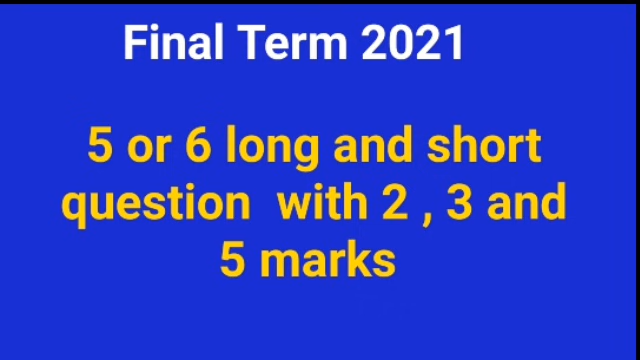 Final Term 2021
5 or 6 long and short
question with 2 , 3 and
5 marks